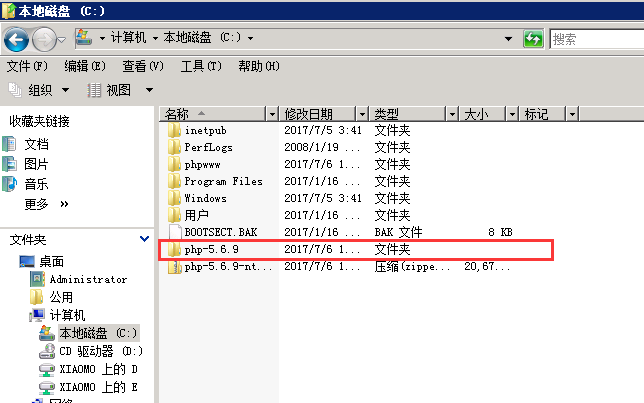 本地磁盘 (C:)
计算机 本地磁盘 (C:) 搜索
文件(F) 编辑(E) 查看(V) 工具(T) 帮助(H)
组织 视图
收藏夹链接
文档
图片
音乐
更多 »
文件夹
桌面
Administrator
公用
计算机
本地磁盘 (C:)
CD 驱动器 (D:)
XIAOMO 上的 D
XIAOMO 上的 E
网络
名称 修改日期 类型 大小 标记
inetpub 2017/7/5 3:41 文件夹
PerfLogs 2008/1/19 ... 文件夹
phpwww 2017/7/6 1... 文件夹
Program Files 2017/1/16 ... 文件夹
Windows 2017/7/5 3:41 文件夹
用户 2017/1/16 ... 文件夹
BOOTSECT.BAK 2017/1/16 ... BAK 文件 8 KB
php-5.6.9 2017/7/6 1... 文件夹
php-5.6.9-nt... 2017/7/6 1... 压缩(zippe... 20,67...